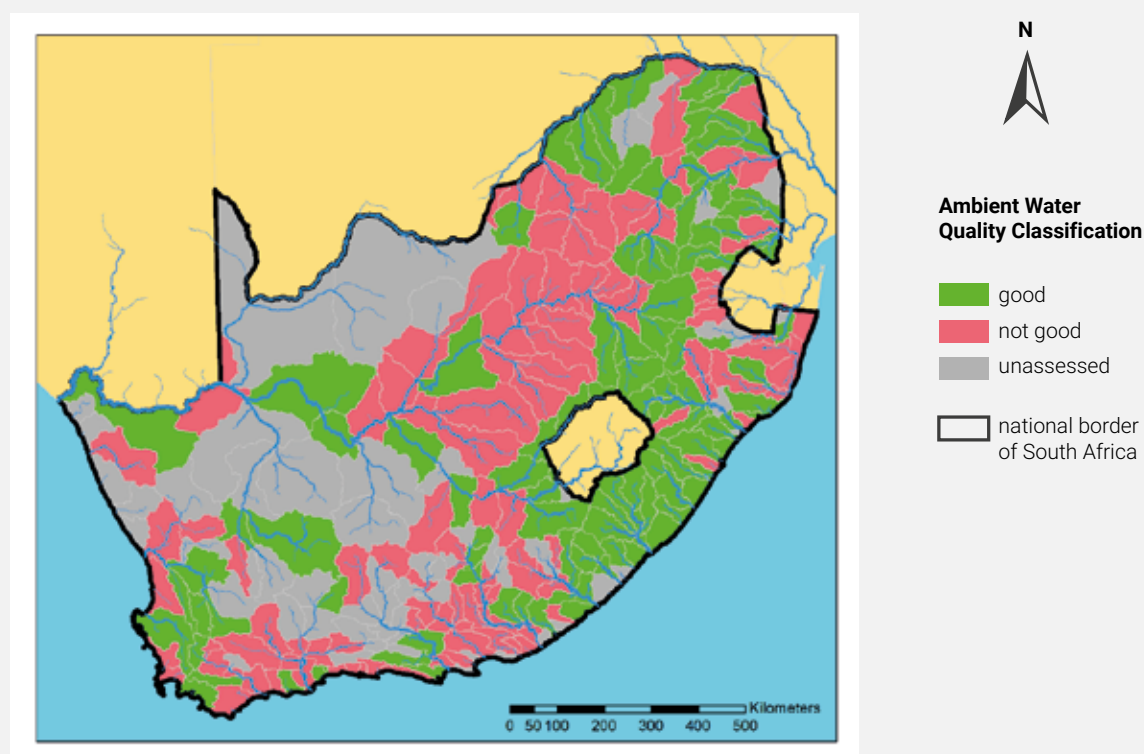 N
Ambient Water
Quality Classification
good
not good
unassessed
national border
of South Africa
Kilometers
0 50 100 200 300 400 500